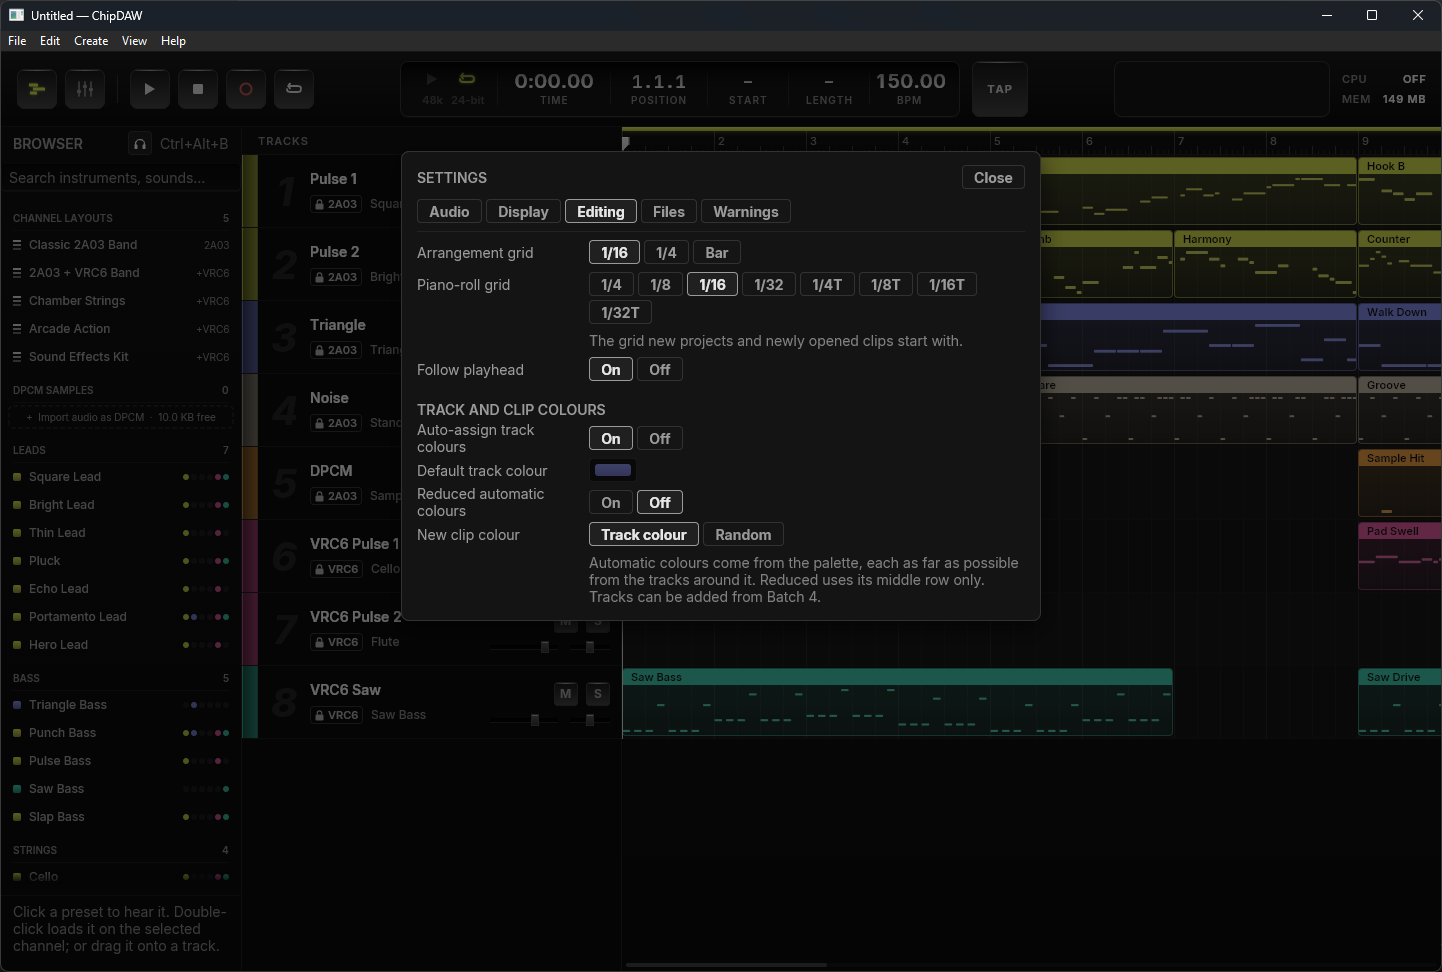 Untitled — ChipDAW
File Edit Create View Help
48k 24-bit
0:00.00
TIME
1.1.1
POSITION
–
START
–
LENGTH
150.00
BPM
TAP
CPU OFF
MEM 149 MB
BROWSER Ctrl+Alt+B
Search instruments, sounds...
CHANNEL LAYOUTS 5
Classic 2A03 Band 2A03
2A03 + VRC6 Band +VRC6
Chamber Strings +VRC6
Arcade Action +VRC6
Sound Effects Kit +VRC6
DPCM SAMPLES 0
+ Import audio as DPCM · 10.0 KB free
LEADS 7
Square Lead
Bright Lead
Thin Lead
Pluck
Echo Lead
Portamento Lead
Hero Lead
BASS 5
Triangle Bass
Punch Bass
Pulse Bass
Saw Bass
Slap Bass
STRINGS 4
Cello
Click a preset to hear it. Double-
click loads it on the selected
channel; or drag it onto a track.
TRACKS
2 3 4 5 6 7 8 9
1 Pulse 1
2A03 Squa
2 Pulse 2
2A03 Brigh
3 Triangle
2A03 Trian
4 Noise
2A03 Stan
5 DPCM
2A03 Samp
6 VRC6 Pulse 1
VRC6 Cello
7 VRC6 Pulse 2
M S
VRC6 Flute
8 VRC6 Saw
M S
VRC6 Saw Bass
SETTINGS
Close
Audio Display Editing Files Warnings
Arrangement grid 1/16 1/4 Bar
Piano-roll grid 1/4 1/8 1/16 1/32 1/4T 1/8T 1/16T
1/32T
The grid new projects and newly opened clips start with.
Follow playhead On Off
TRACK AND CLIP COLOURS
Auto-assign track
colours
On Off
Default track colour
Reduced automatic
colours
On Off
New clip colour Track colour Random
Automatic colours come from the palette, each as far as possible
from the tracks around it. Reduced uses its middle row only.
Tracks can be added from Batch 4.
Hook B
nb
Harmony
Counter
Walk Down
are
Groove
Sample Hit
Pad Swell
Saw Bass
Saw Drive